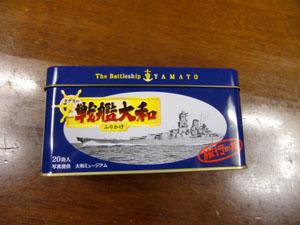 The Battleship YAMATO
戦艦大和
ふりかけ
20食入
写真提供 大和ミュージアム